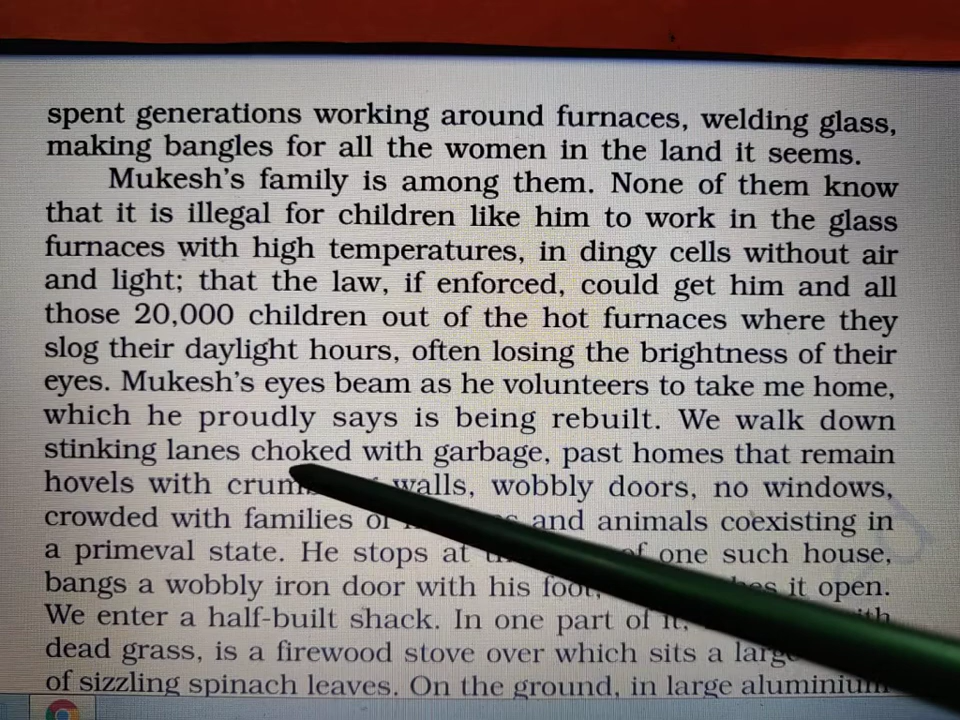 spent generations working around furnaces, welding glass,
making bangles for all the women in the land it seems.
Mukesh's family is among them. None of them know
that it is illegal for children like him to work in the glass
furnaces with high temperatures, in dingy cells without air
and light; that the law, if enforced, could get him and all
those 20,000 children out of the hot furnaces where they
slog their daylight hours, often losing the brightness of their
eyes. Mukesh's eyes beam as he volunteers to take me home,
which he proudly says is being rebuilt. We walk down
stinking lanes choked with garbage, past homes that remain
hovels with walls, wobbly doors, no windows,
crowded with families and animals coexisting in
a primeval state. He stops at of one such house,
bangs a wobbly iron door with his foot, it open.
We enter a half-built shack. In one part of it,
dead grass, is a firewood stove over which sits a
of sizzling spinach leaves. On the ground, in large aluminium